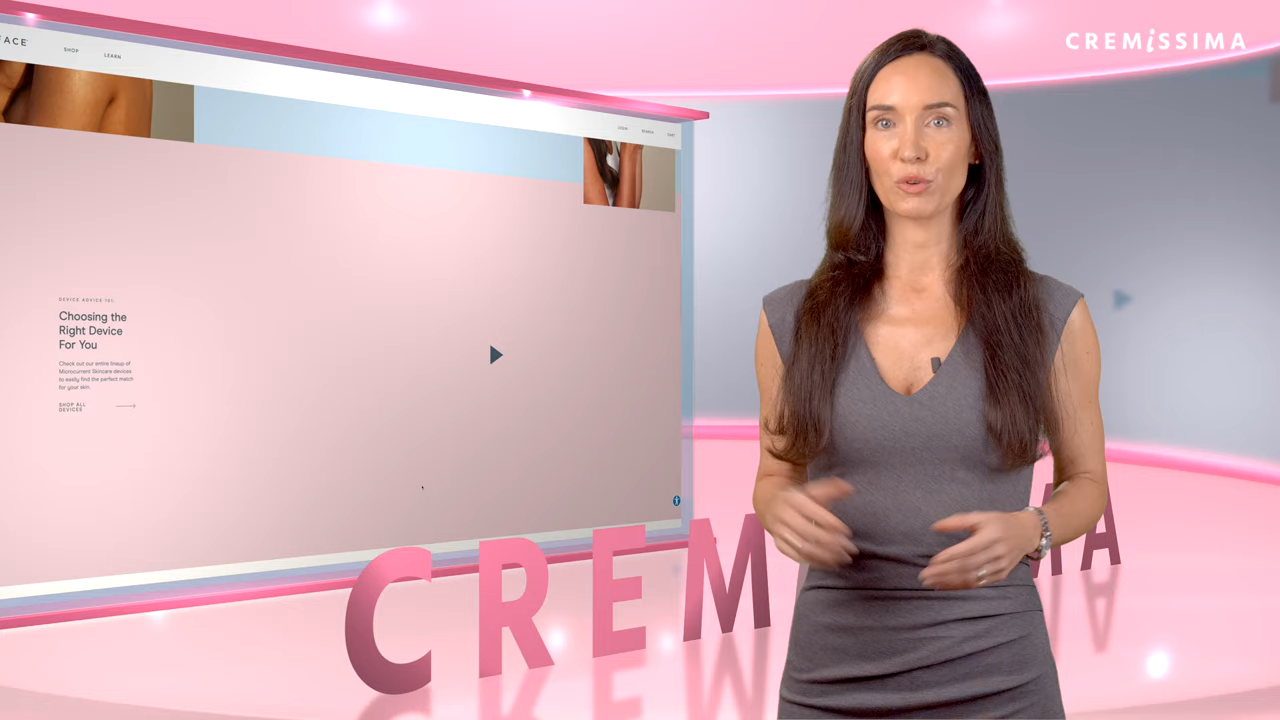 CREMiSSIMA
FACE
SHOP
LEARN
LOGIN
SEARCH
CART
DEVICE ADVICE 101:
Choosing the
Right Device
For You
Check out our entire lineup of
Microcurrent Skincare devices
to easily find the perfect match
for your skin.
SHOP ALL
DEVICES
CREM
MA